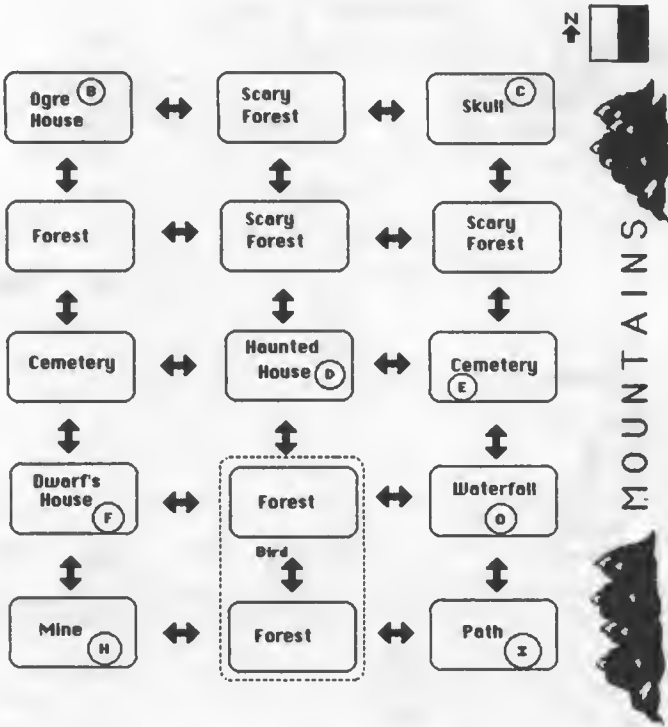 N
Ogre B
House
Scary
Forest
C
Skull
Forest
Scary
Forest
Scary
Forest
Cemetery
Haunted
House D
Cemetery
E
Dwarf's
House
F
Forest
Waterfall
G
Bird
Mine
H
Forest
Path
I
MOUNTAINS